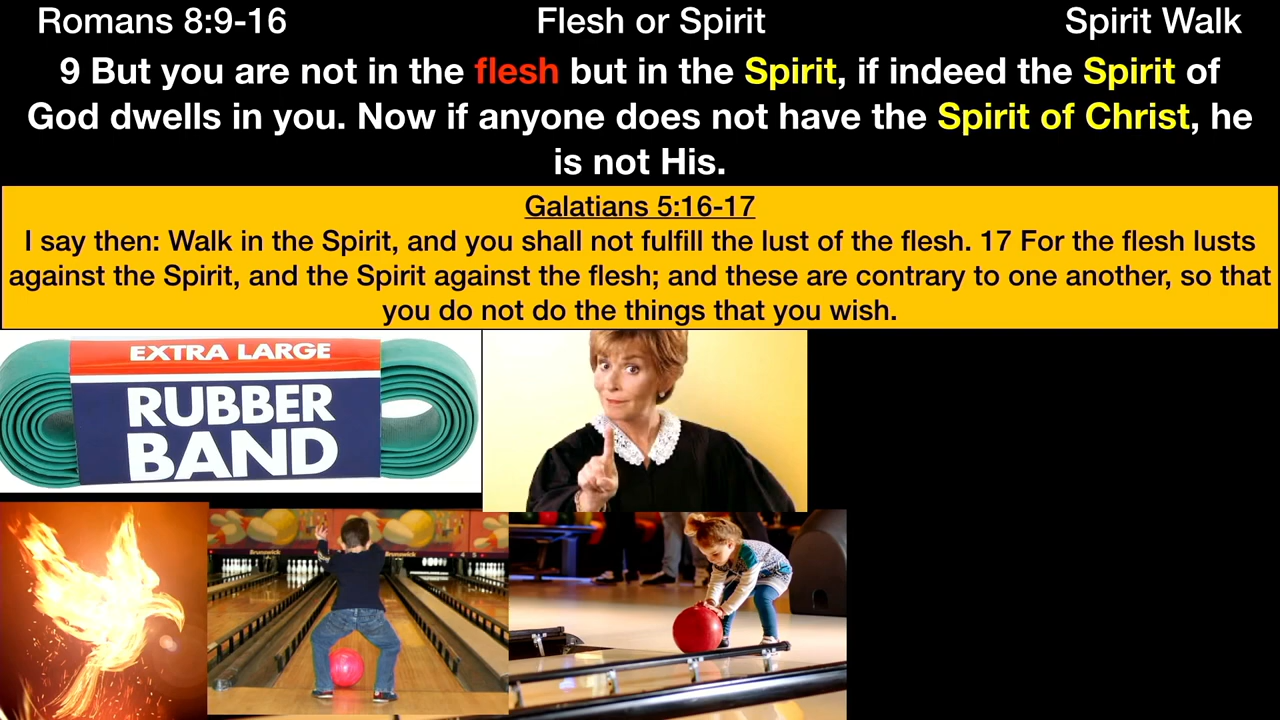 Romans 8:9-16 Flesh or Spirit Spirit Walk
9 But you are not in the flesh but in the Spirit, if indeed the Spirit of
God dwells in you. Now if anyone does not have the Spirit of Christ, he
is not His.
Galatians 5:16-17
I say then: Walk in the Spirit, and you shall not fulfill the lust of the flesh. 17 For the flesh lusts
against the Spirit, and the Spirit against the flesh; and these are contrary to one another, so that
you do not do the things that you wish.
EXTRA LARGE
RUBBER
BAND
Brunswick Brunswick